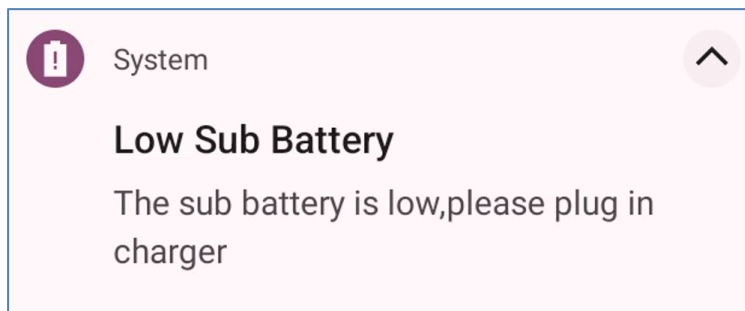 System
Low Sub Battery
The sub battery is low,please plug in
charger